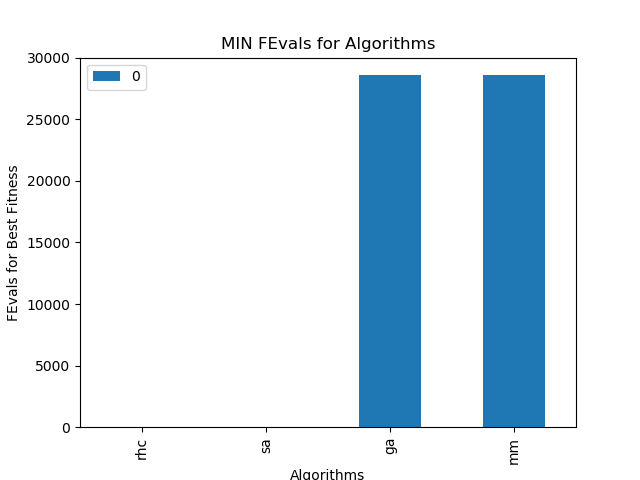 MIN FEvals for Algorithms
30000
25000
20000
15000
10000
5000
0
FEvals for Best Fitness
0
rhc
sa
ga
mm
Algorithms